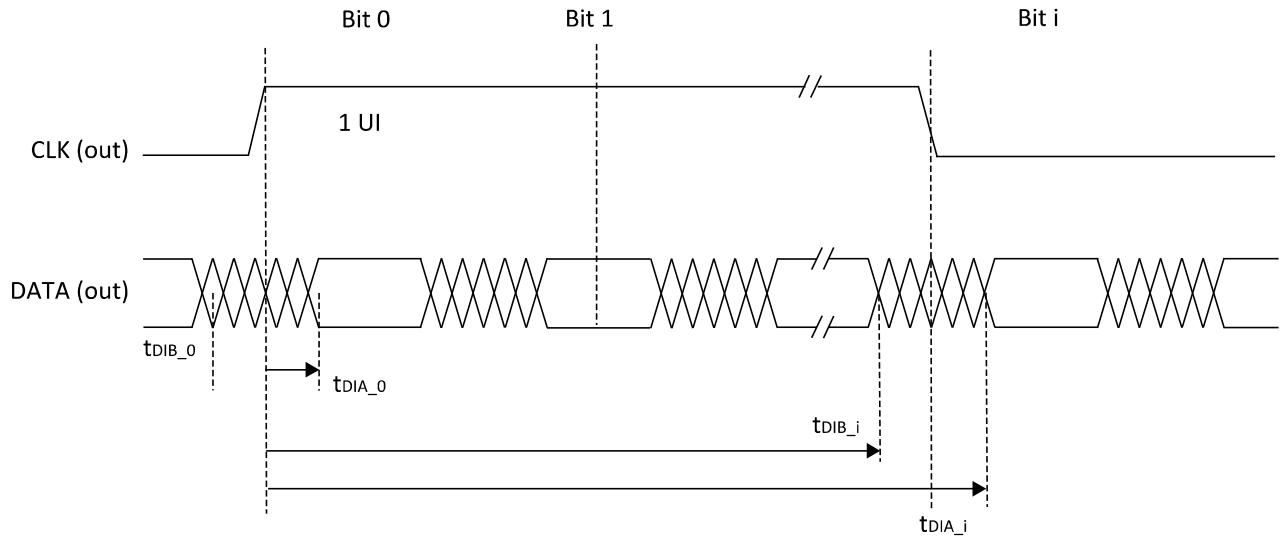 Bit 0 Bit 1 Bit i
1 UI
CLK (out)
DATA (out)
tDIB_0
tDIA_0
tDIB_i
tDIA_i